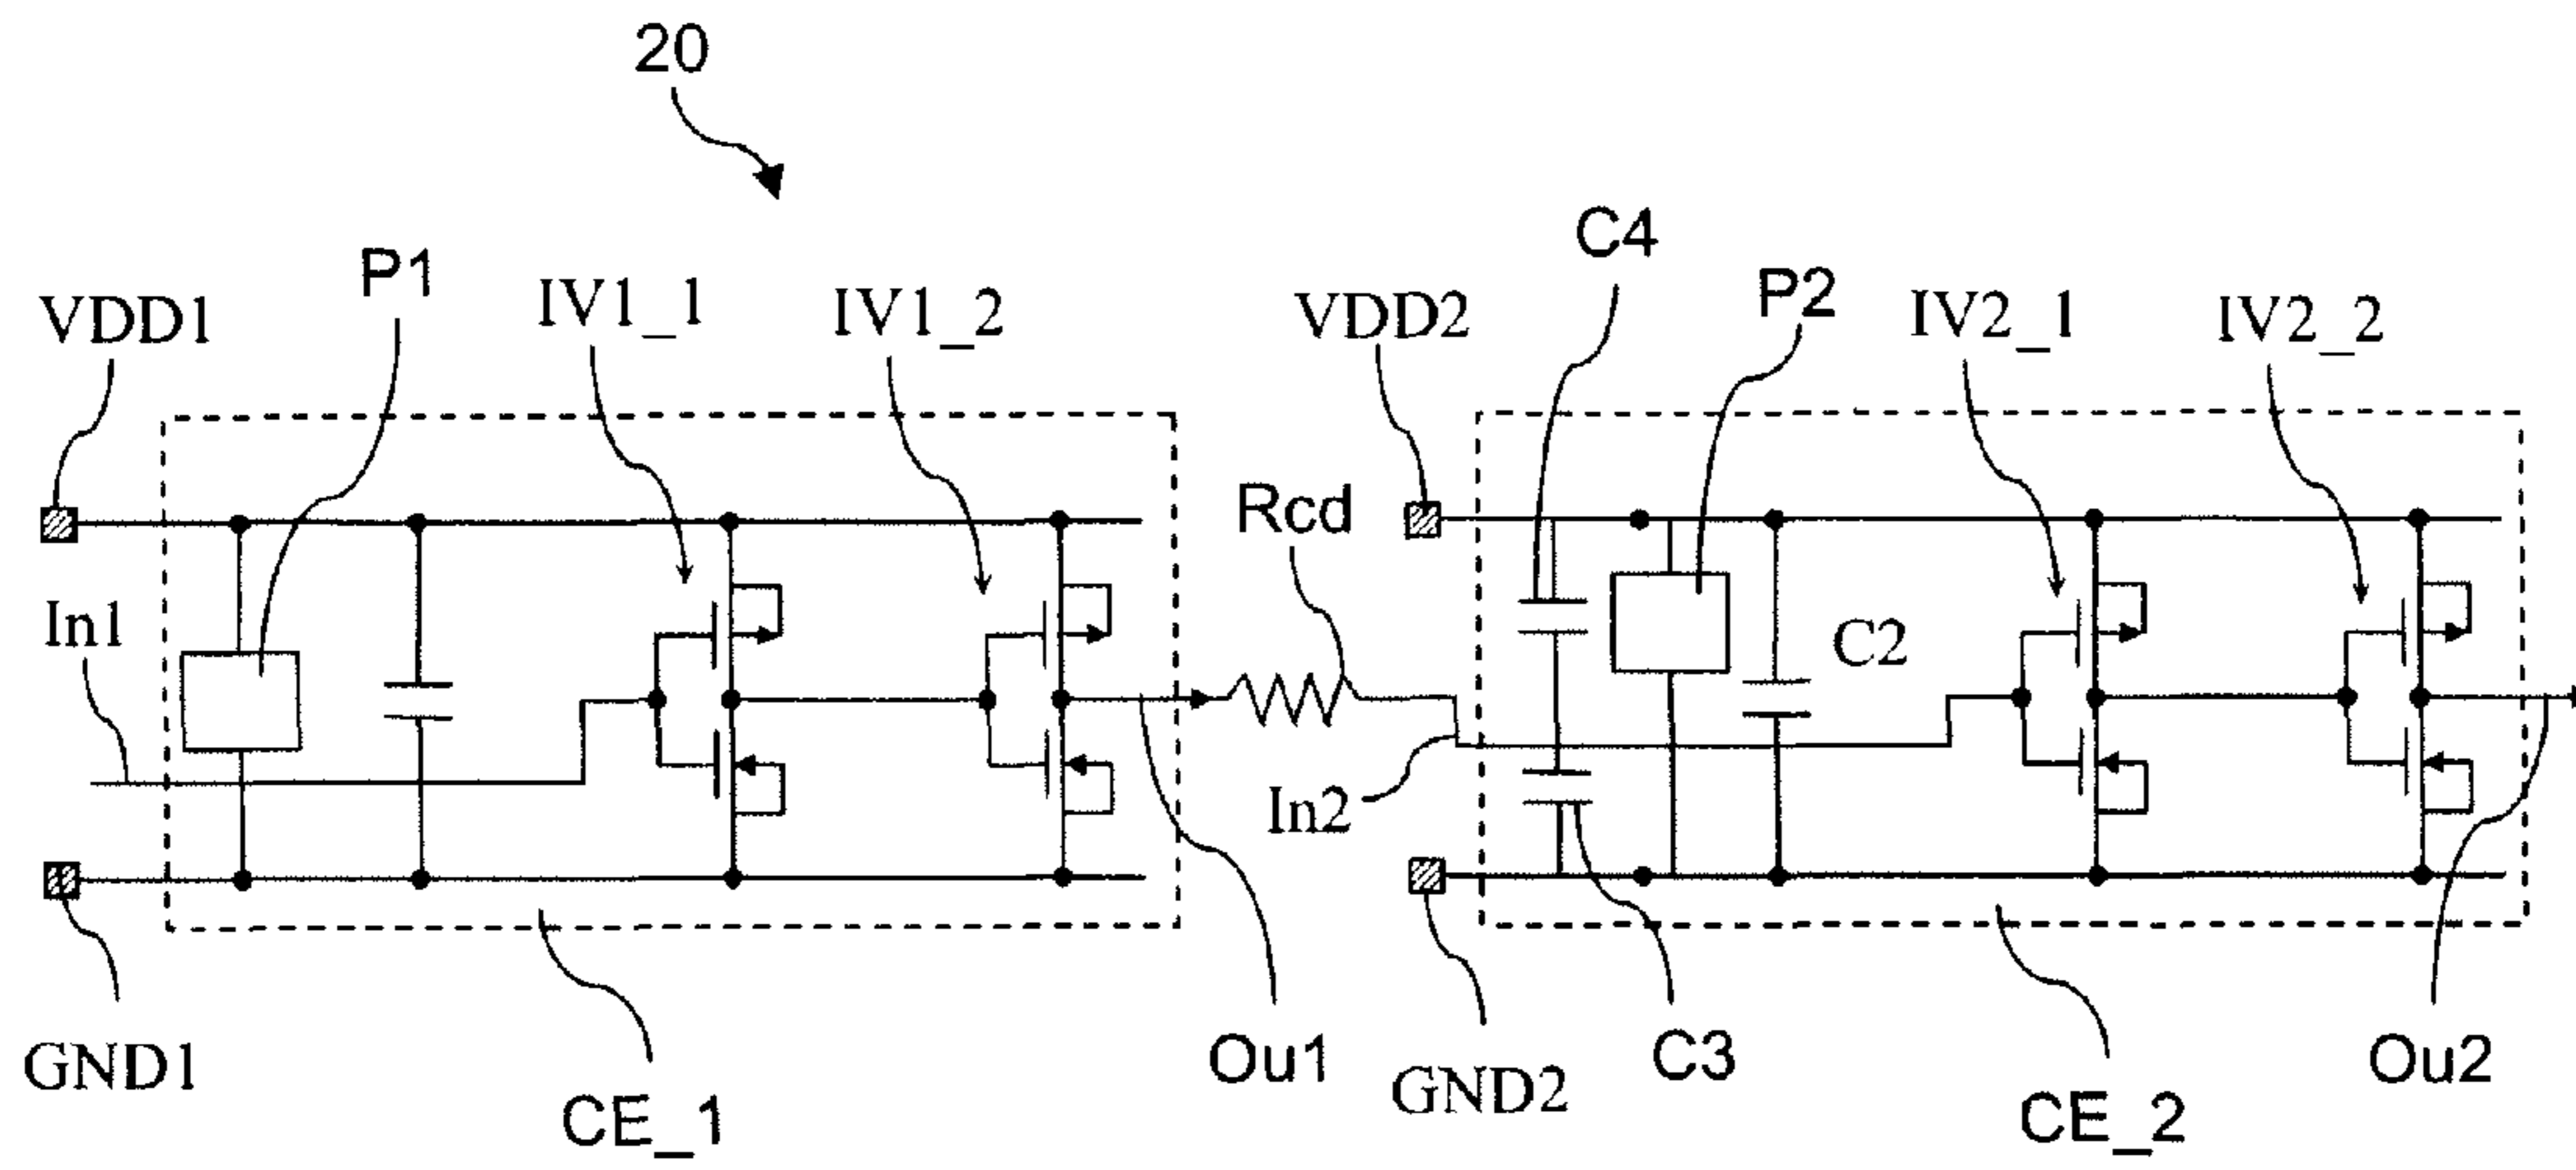 20
C4
P1
IV1_1
IV1_2
P2
IV2_1
IV2_2
VDD1
VDD2
Rcd
In1
C2
In2
GND1
Ou1
C3
GND2
Ou2
CE_1
CE_2